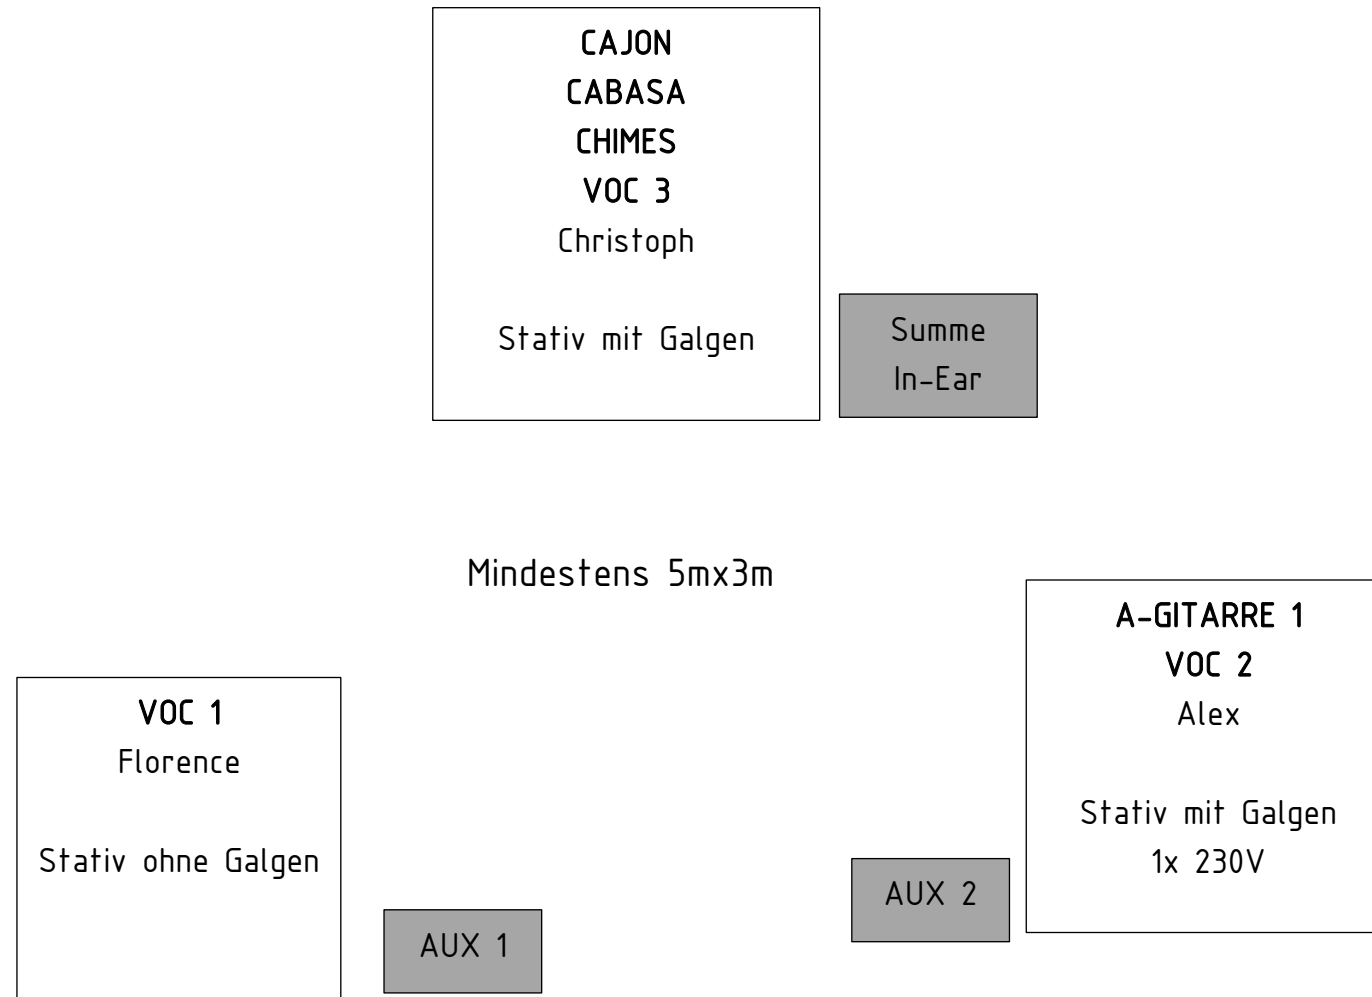 CAJON
CABASA
CHIMES
VOC 3
Christoph
Stativ mit Galgen
Summe
In-Ear
Mindestens 5mx3m
A-GITARRE 1
VOC 2
Alex
Stativ mit Galgen
1x 230V
VOC 1
Florence
Stativ ohne Galgen
AUX 1
AUX 2